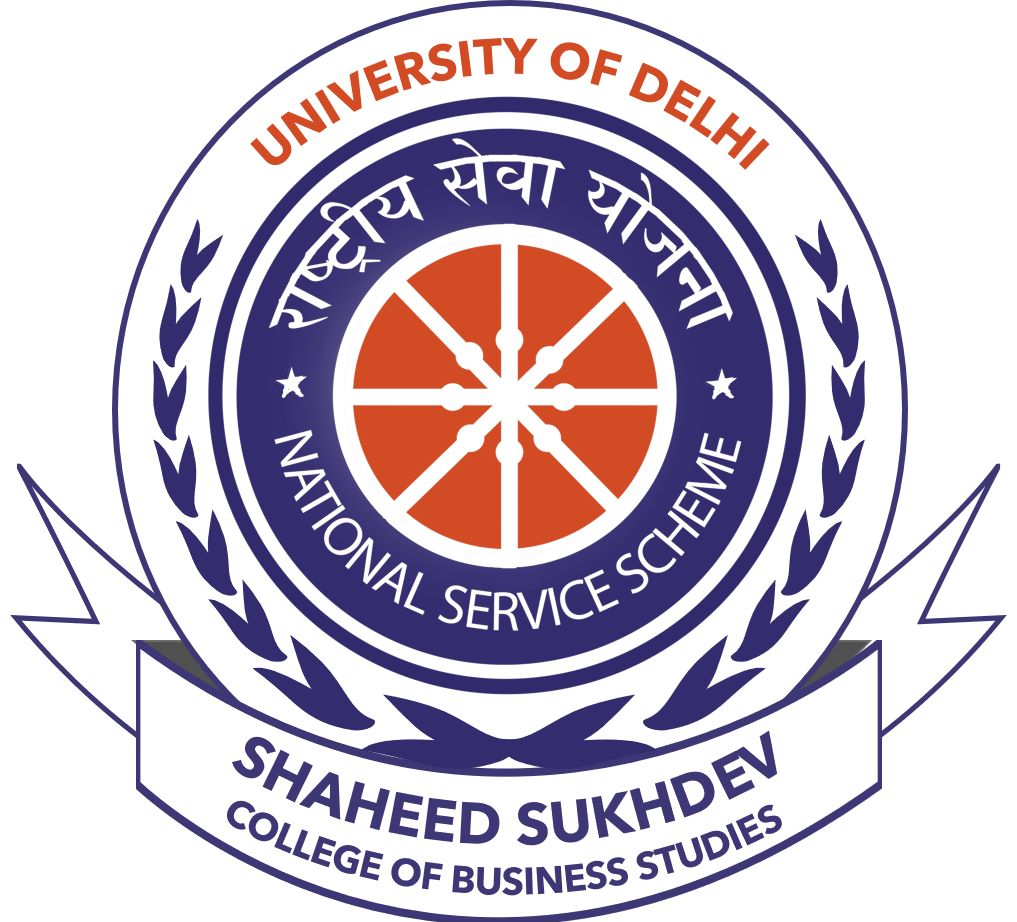 UNIVERSITY OF DELHI
राष्ट्रीय सेवा योजना
NATIONAL SERVICE SCHEME
SHAHEED SUKHDEV
COLLEGE OF BUSINESS STUDIES